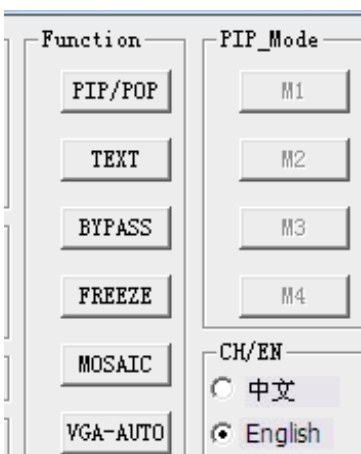 Function
PIP/POP
TEXT
BYPASS
FREEZE
MOSAIC
VGA-AUTO
PIP_Mode
M1
M2
M3
M4
CH/EN
中文
English